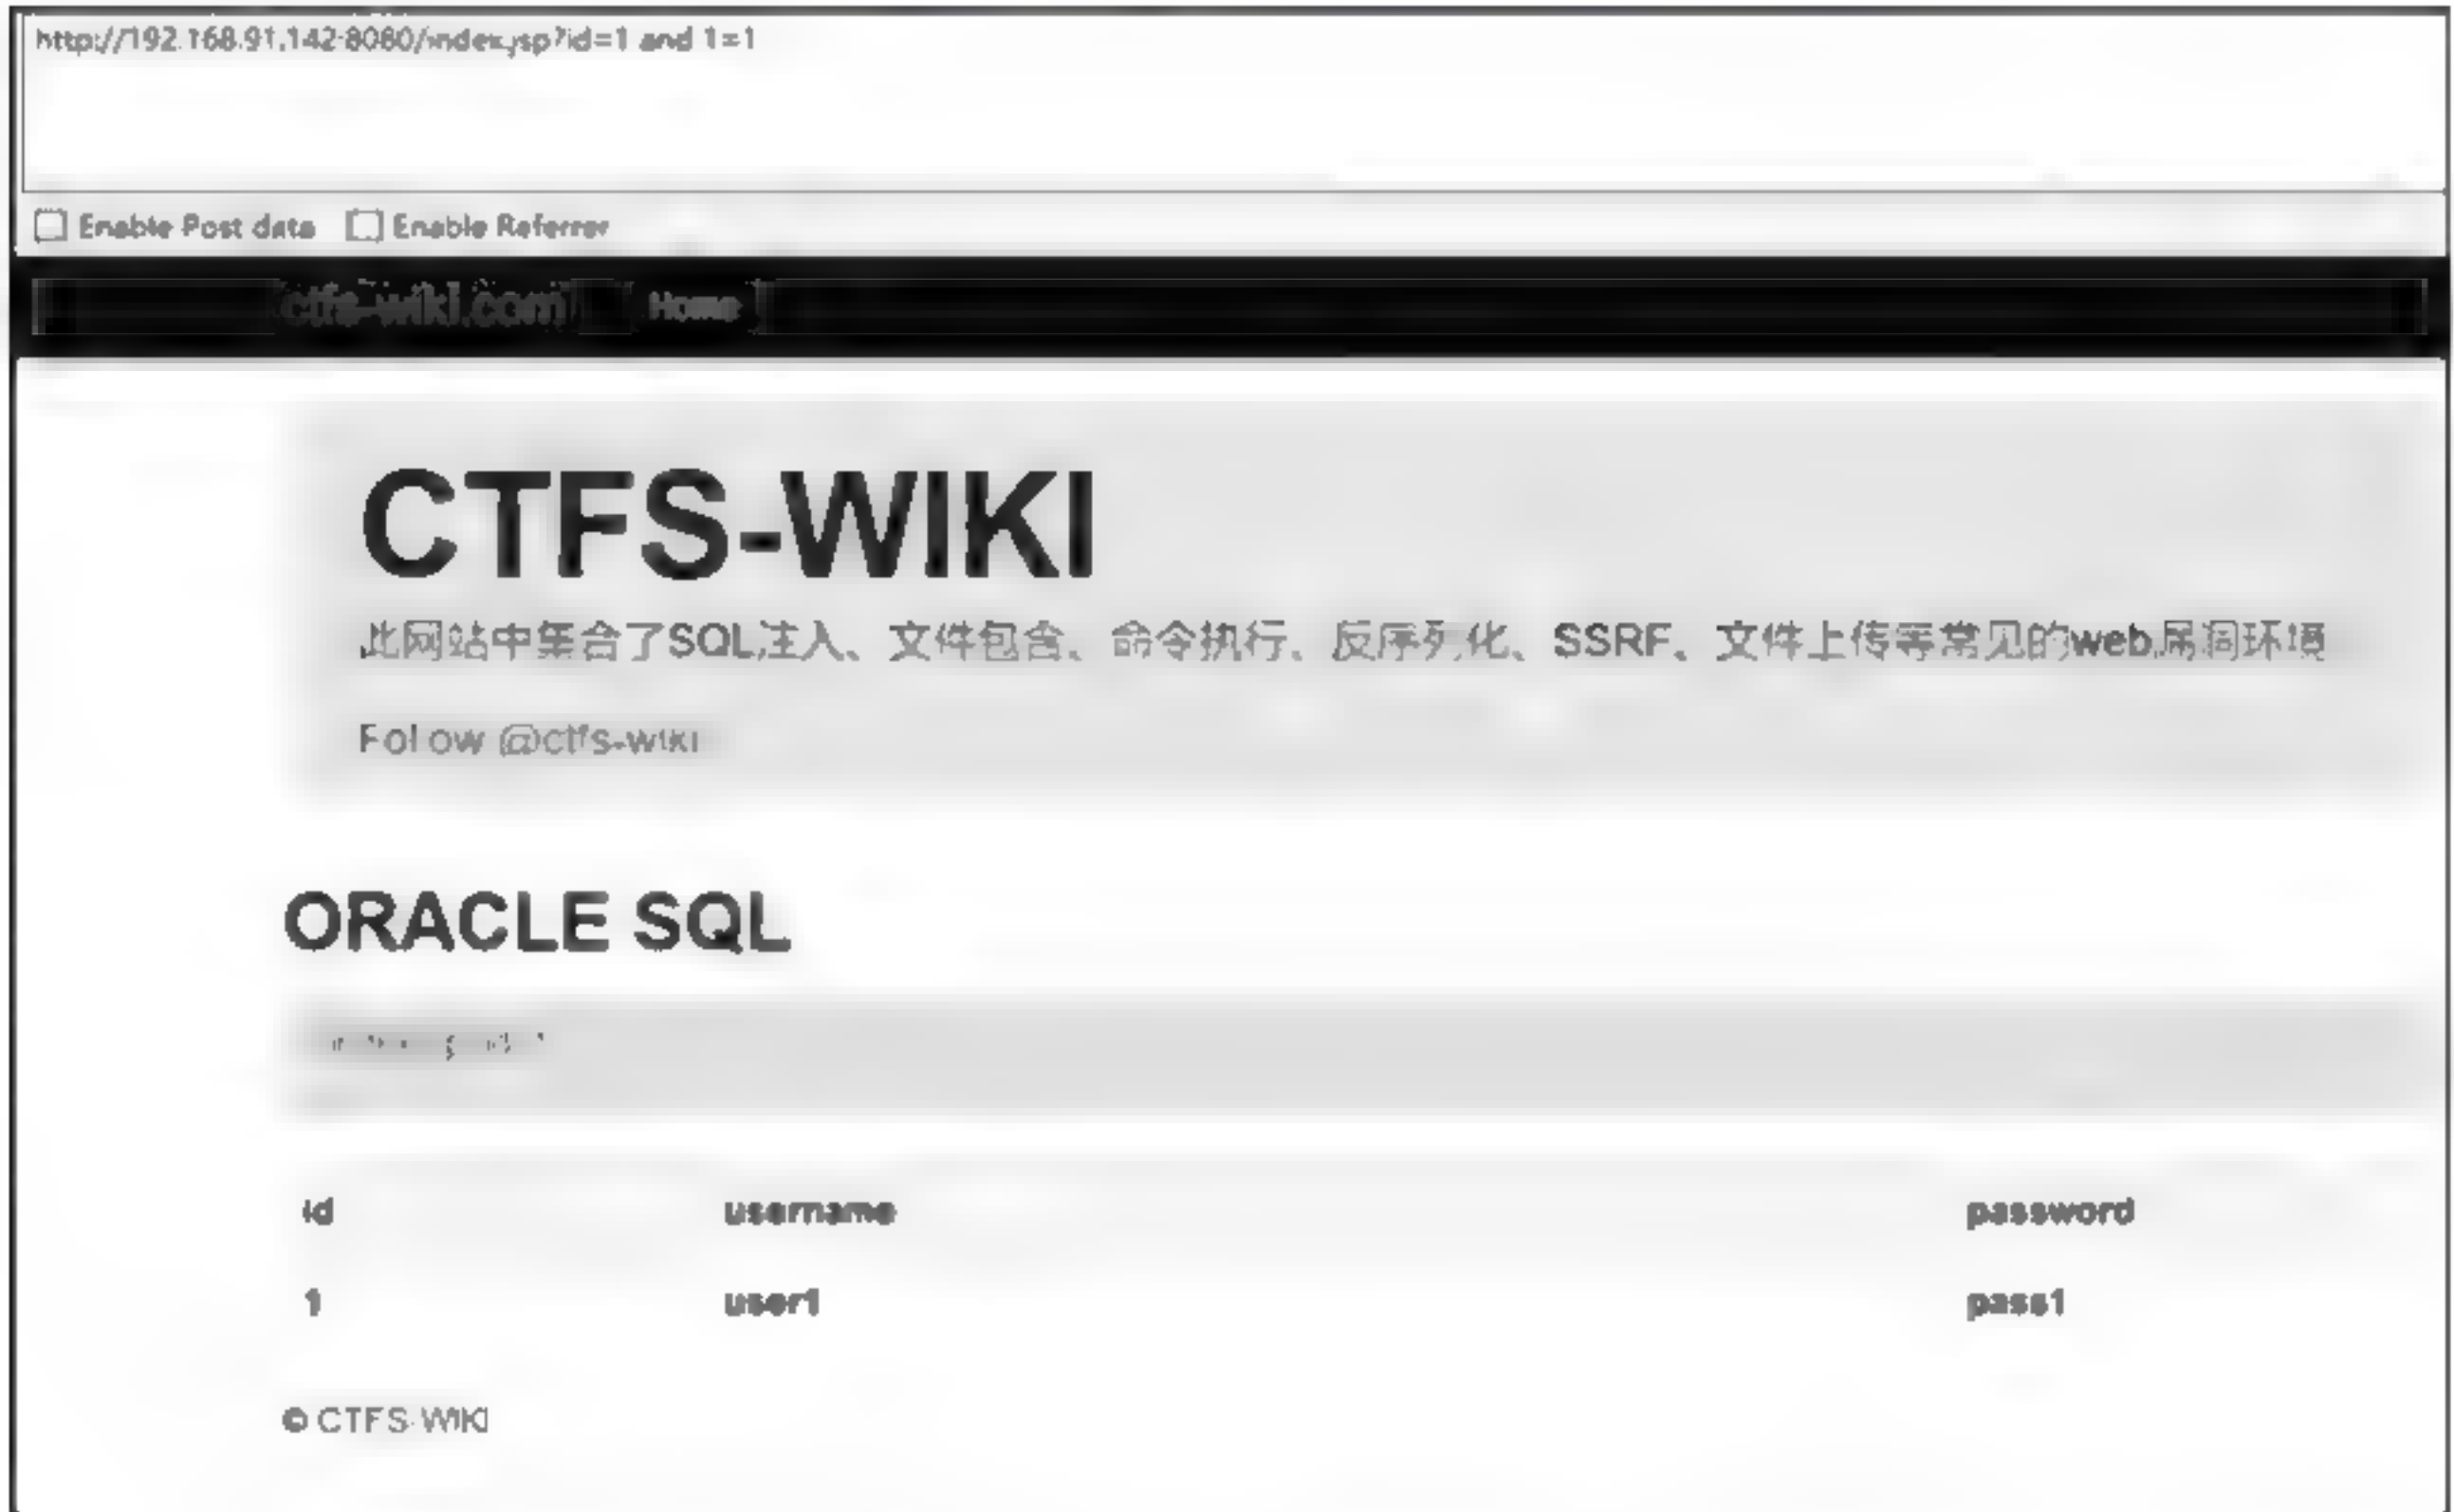 http://192.168.91.142:8080/index.jsp?id=1 and 1=1
Enable Post data Enable Referrer
ctfs-wiki.com Home
CTFS-WIKI
此网站中集合了SQL注入、文件包含、命令执行、反序列化、SSRF、文件上传等常见的web漏洞环境
Follow @ctfs-wiki
ORACLE SQL
id username password
1 user1 pass1
© CTFS-WIKI